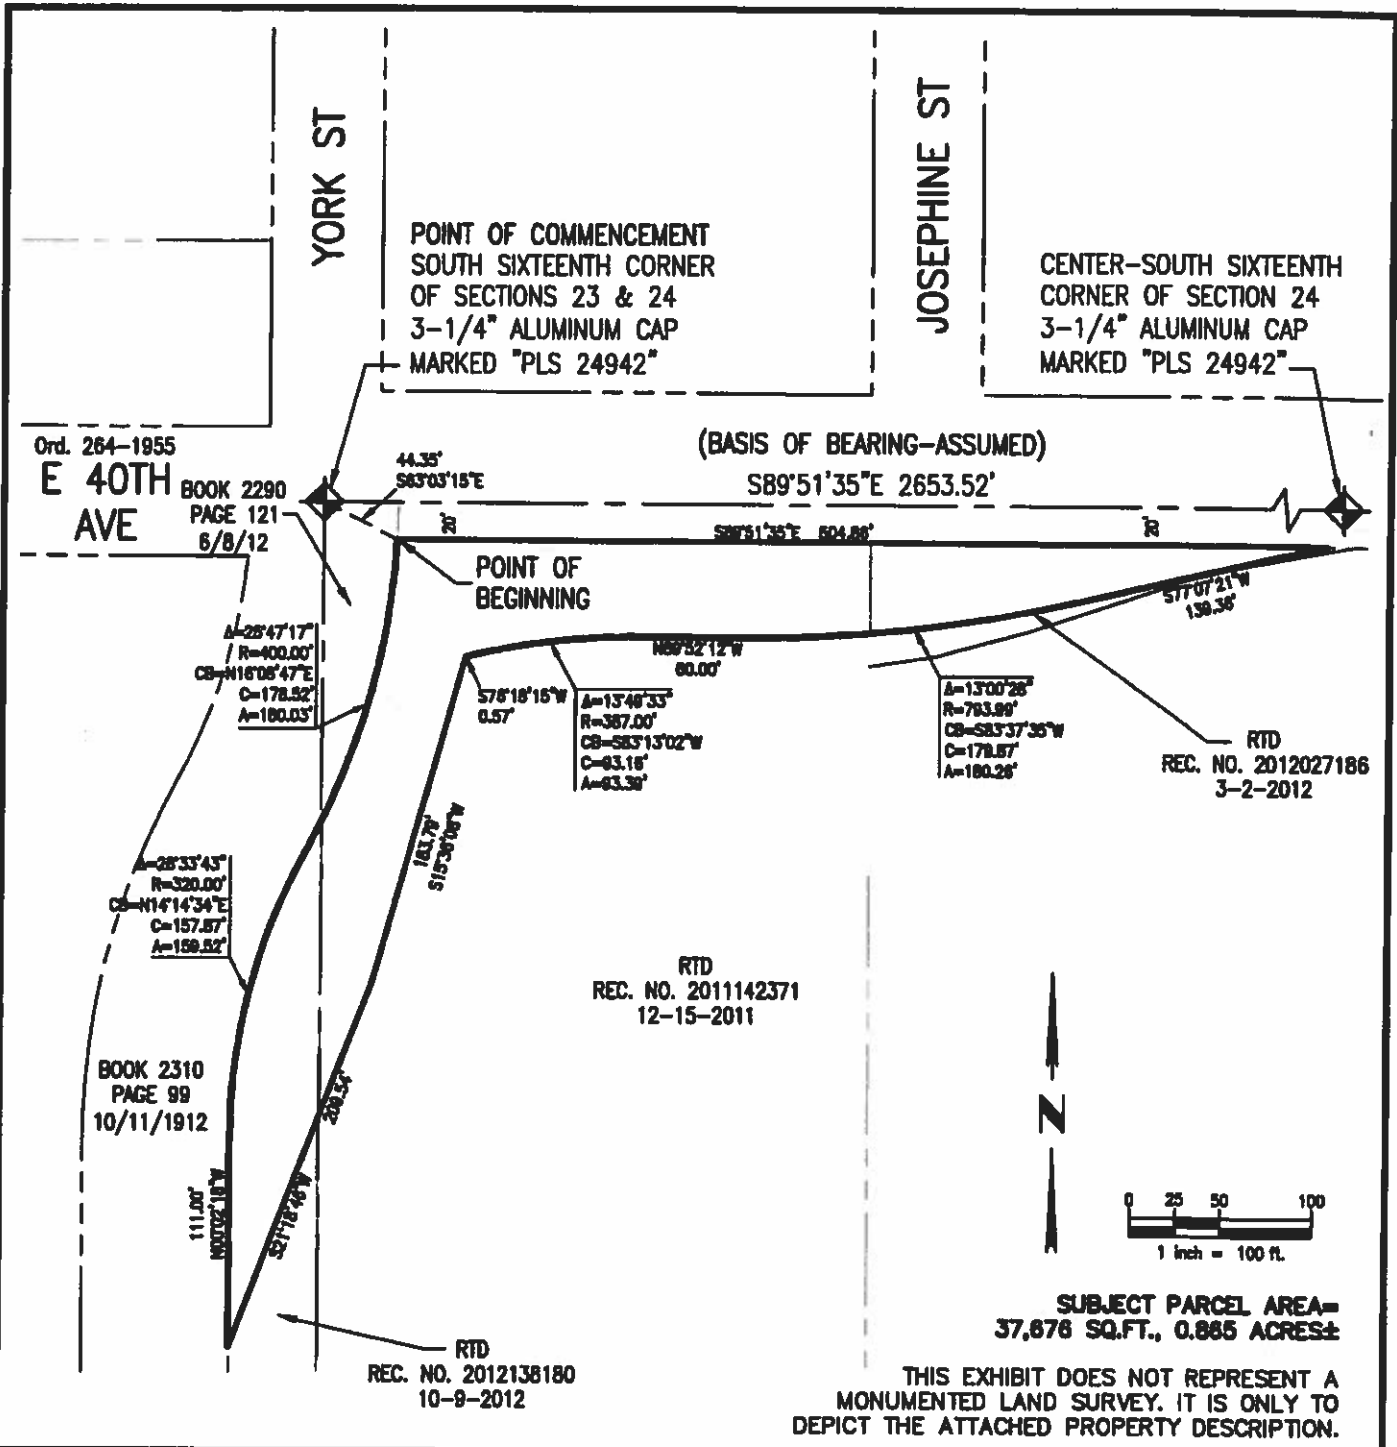 YORK ST
JOSEPHINE ST
POINT OF COMMENCEMENT
SOUTH SIXTEENTH CORNER
OF SECTIONS 23 & 24
3-1/4" ALUMINUM CAP
MARKED "PLS 24942"
CENTER-SOUTH SIXTEENTH
CORNER OF SECTION 24
3-1/4" ALUMINUM CAP
MARKED "PLS 24942"
Ord. 264-1955
E 40TH
AVE
BOOK 2290
PAGE 121
6/8/12
44.35'
S63°03'15"E
(BASIS OF BEARING-ASSUMED)
S89°51'35"E 2653.52'
20'
S89°51'35"E 504.88'
20'
POINT OF
BEGINNING
S77°07'21"W
139.36'
Δ=25°47'17"
R=400.00'
CB=N16°05'47"E
C=178.52'
A=180.03'
N89°52'12"W
60.00'
S76°18'15"W
0.57'
Δ=13°49'33"
R=387.00'
CB=S83°13'02"W
C=93.16'
A=93.39'
Δ=13°00'28"
R=793.99'
CB=S83°37'35"W
C=179.87'
A=180.26'
RTD
REC. NO. 2012027186
3-2-2012
183.79'
S15°36'08"W
Δ=28°33'43"
R=320.00'
CB=N14°14'34"E
C=157.87'
A=159.52'
RTD
REC. NO. 2011142371
12-15-2011
BOOK 2310
PAGE 99
10/11/1912
209.54'
S21°18'46"W
111.00'
N00°02'18"W
N
0 25 50 100
1 inch = 100 ft.
SUBJECT PARCEL AREA=
37,676 SQ.FT., 0.865 ACRES±
RTD
REC. NO. 2012138180
10-9-2012
THIS EXHIBIT DOES NOT REPRESENT A
MONUMENTED LAND SURVEY. IT IS ONLY TO
DEPICT THE ATTACHED PROPERTY DESCRIPTION.